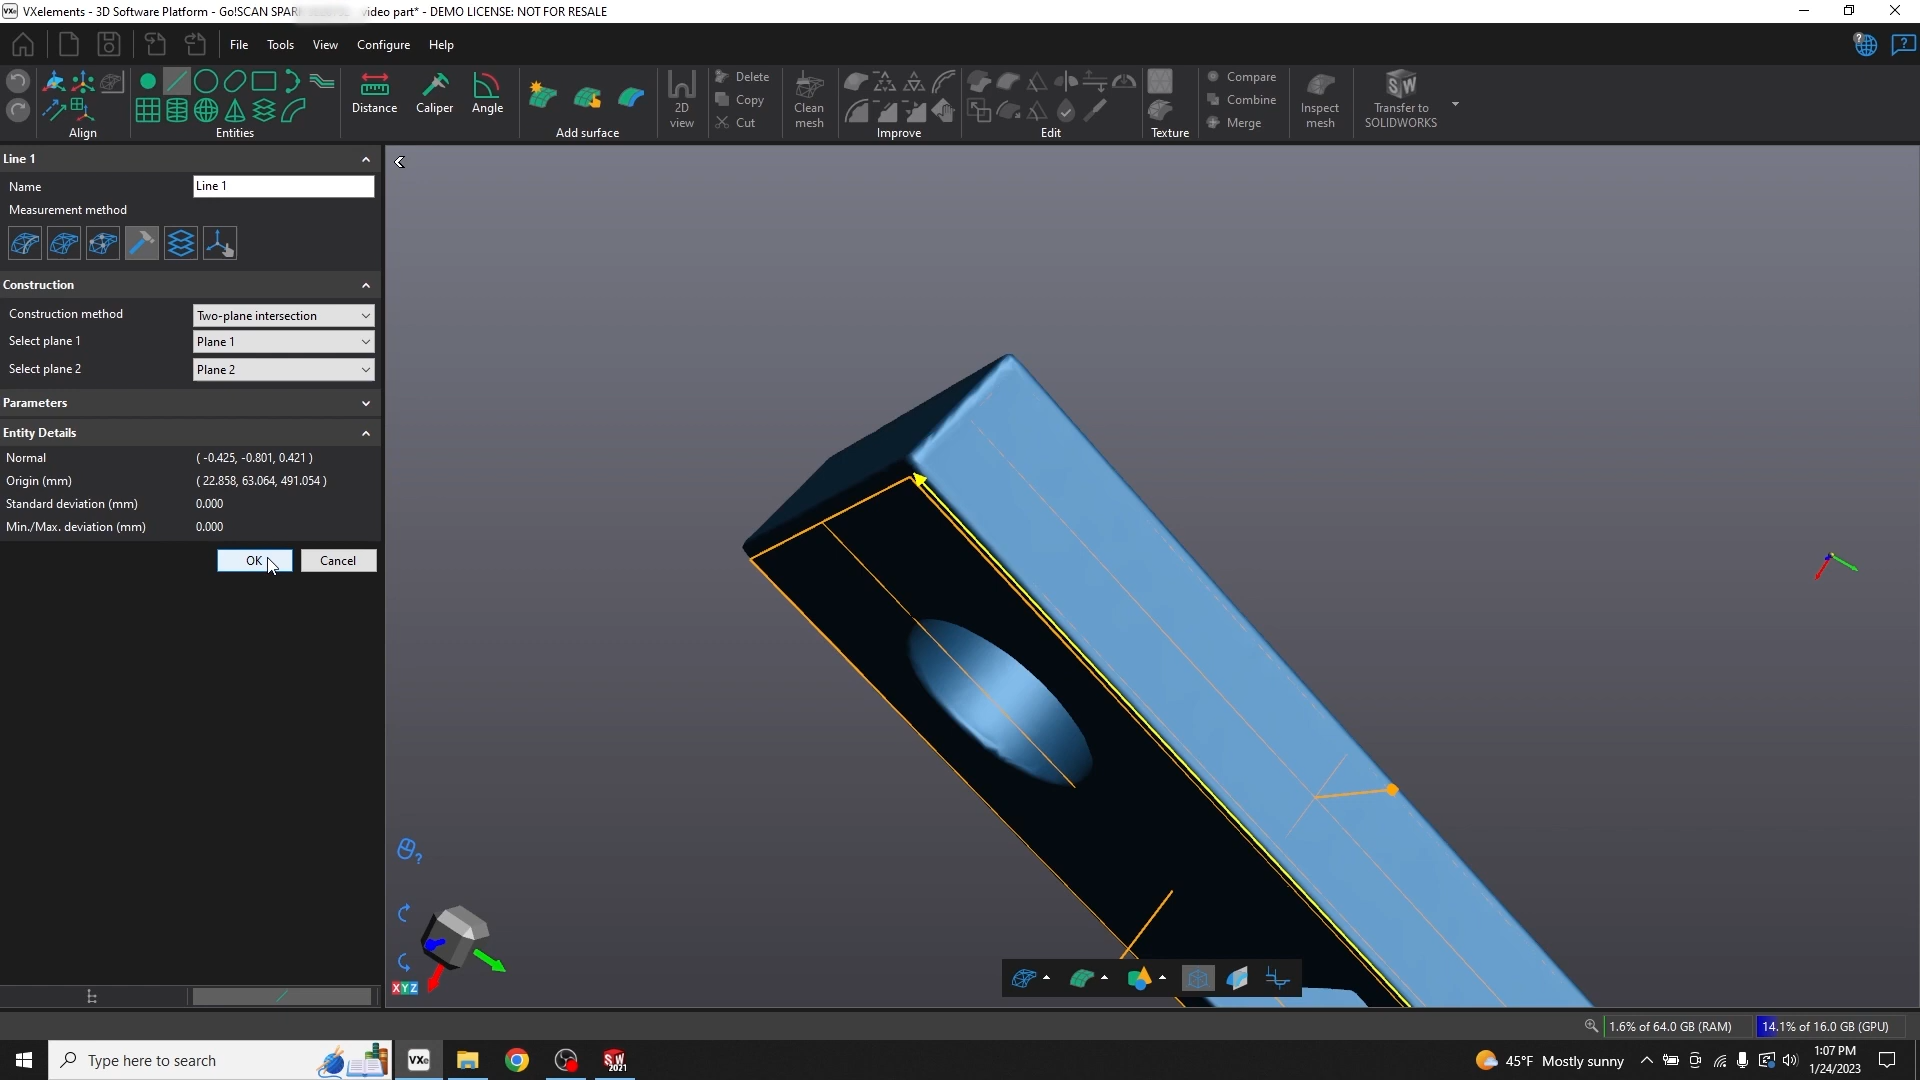 VXelements - 3D Software Platform - Go!SCAN SPAR video part* - DEMO LICENSE: NOT FOR RESALE
File Tools View Configure Help
Align
Entities
Distance
Caliper
Angle
Add surface
2D view
Delete
Copy
Cut
Clean mesh
Improve
Edit
Texture
Compare
Combine
Merge
Inspect mesh
Transfer to SOLIDWORKS
Line 1
Name Line 1
Measurement method
Construction
Construction method Two-plane intersection
Select plane 1 Plane 1
Select plane 2 Plane 2
Parameters
Entity Details
Normal ( -0.425, -0.801, 0.421 )
Origin (mm) ( 22.858, 63.064, 491.054 )
Standard deviation (mm) 0.000
Min./Max. deviation (mm) 0.000
OK Cancel
XYZ
1.6% of 64.0 GB (RAM) 14.1% of 16.0 GB (GPU)
Type here to search
VXe
SW 2021
45°F Mostly sunny
1:07 PM
1/24/2023